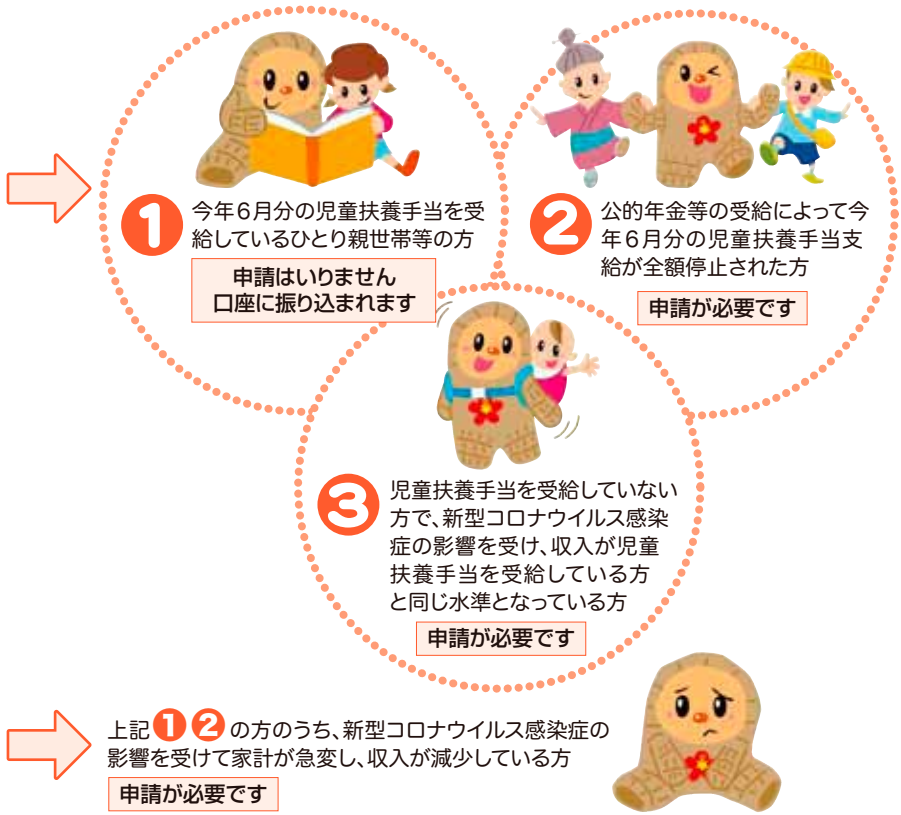 ❶
今年6月分の児童扶養手当を受
給しているひとり親世帯等の方
申請はいりません
口座に振り込まれます
❷
公的年金等の受給によって今
年6月分の児童扶養手当支
給が全額停止された方
申請が必要です
❸
児童扶養手当を受給していない
方で、新型コロナウイルス感染
症の影響を受け、収入が児童
扶養手当を受給している方
と同じ水準となっている方
申請が必要です
上記❶❷の方のうち、新型コロナウイルス感染症の
影響を受けて家計が急変し、収入が減少している方
申請が必要です